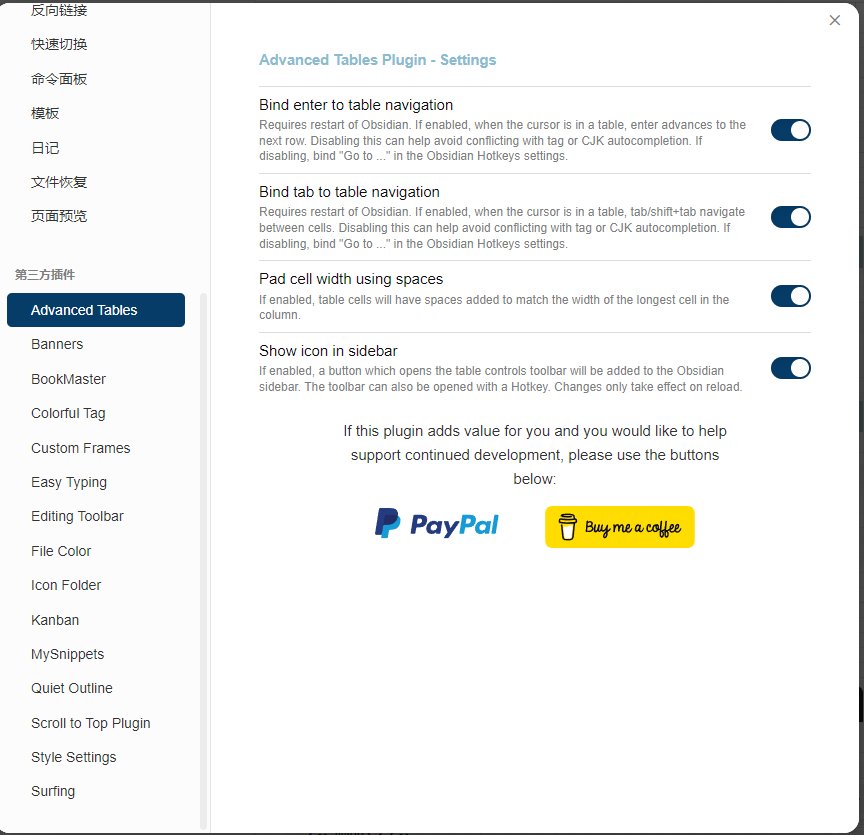 反向链接
快速切换
命令面板
模板
日记
文件恢复
页面预览
第三方插件
Advanced Tables
Banners
BookMaster
Colorful Tag
Custom Frames
Easy Typing
Editing Toolbar
File Color
Icon Folder
Kanban
MySnippets
Quiet Outline
Scroll to Top Plugin
Style Settings
Surfing
Advanced Tables Plugin - Settings
Bind enter to table navigation
Requires restart of Obsidian. If enabled, when the cursor is in a table, enter advances to the
next row. Disabling this can help avoid conflicting with tag or CJK autocompletion. If
disabling, bind "Go to ..." in the Obsidian Hotkeys settings.
Bind tab to table navigation
Requires restart of Obsidian. If enabled, when the cursor is in a table, tab/shift+tab navigate
between cells. Disabling this can help avoid conflicting with tag or CJK autocompletion. If
disabling, bind "Go to ..." in the Obsidian Hotkeys settings.
Pad cell width using spaces
If enabled, table cells will have spaces added to match the width of the longest cell in the
column.
Show icon in sidebar
If enabled, a button which opens the table controls toolbar will be added to the Obsidian
sidebar. The toolbar can also be opened with a Hotkey. Changes only take effect on reload.
If this plugin adds value for you and you would like to help
support continued development, please use the buttons
below:
PayPal
Buy me a coffee